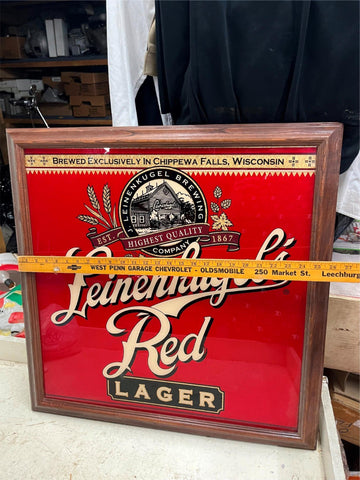 BREWED EXCLUSIVELY IN CHIPPEWA FALLS, WISCONSIN
LEINENKUGEL BREWING
EST. 1867
HIGHEST QUALITY
COMPANY
WEST PENN GARAGE CHEVROLET - OLDSMOBILE 250 Market St. Leechburg
Leinenkugel's
Red
LAGER